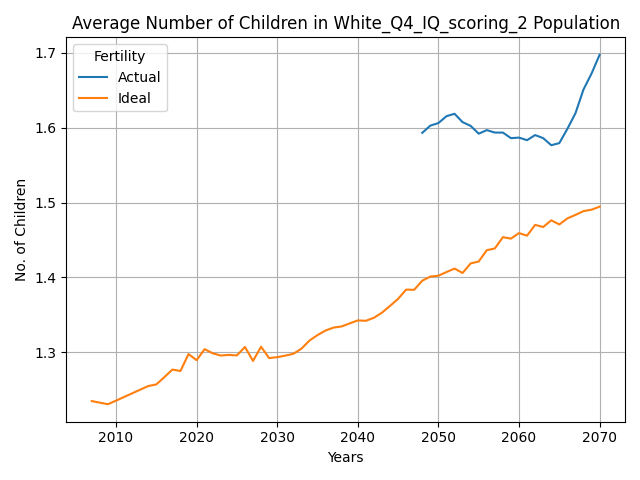 Average Number of Children in White_Q4_IQ_scoring_2 Population
Fertility
Actual
Ideal
No. of Children
1.7
1.6
1.5
1.4
1.3
2010 2020 2030 2040 2050 2060 2070
Years